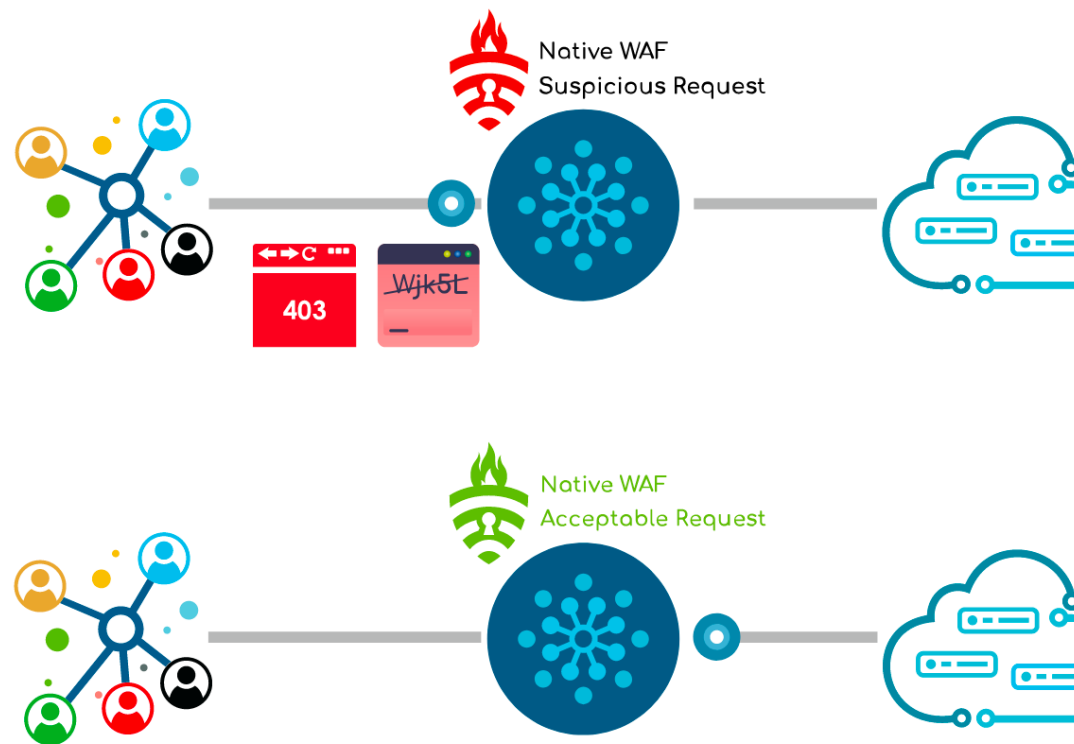 Native WAF
Suspicious Request
403
Wjk5L
Native WAF
Acceptable Request